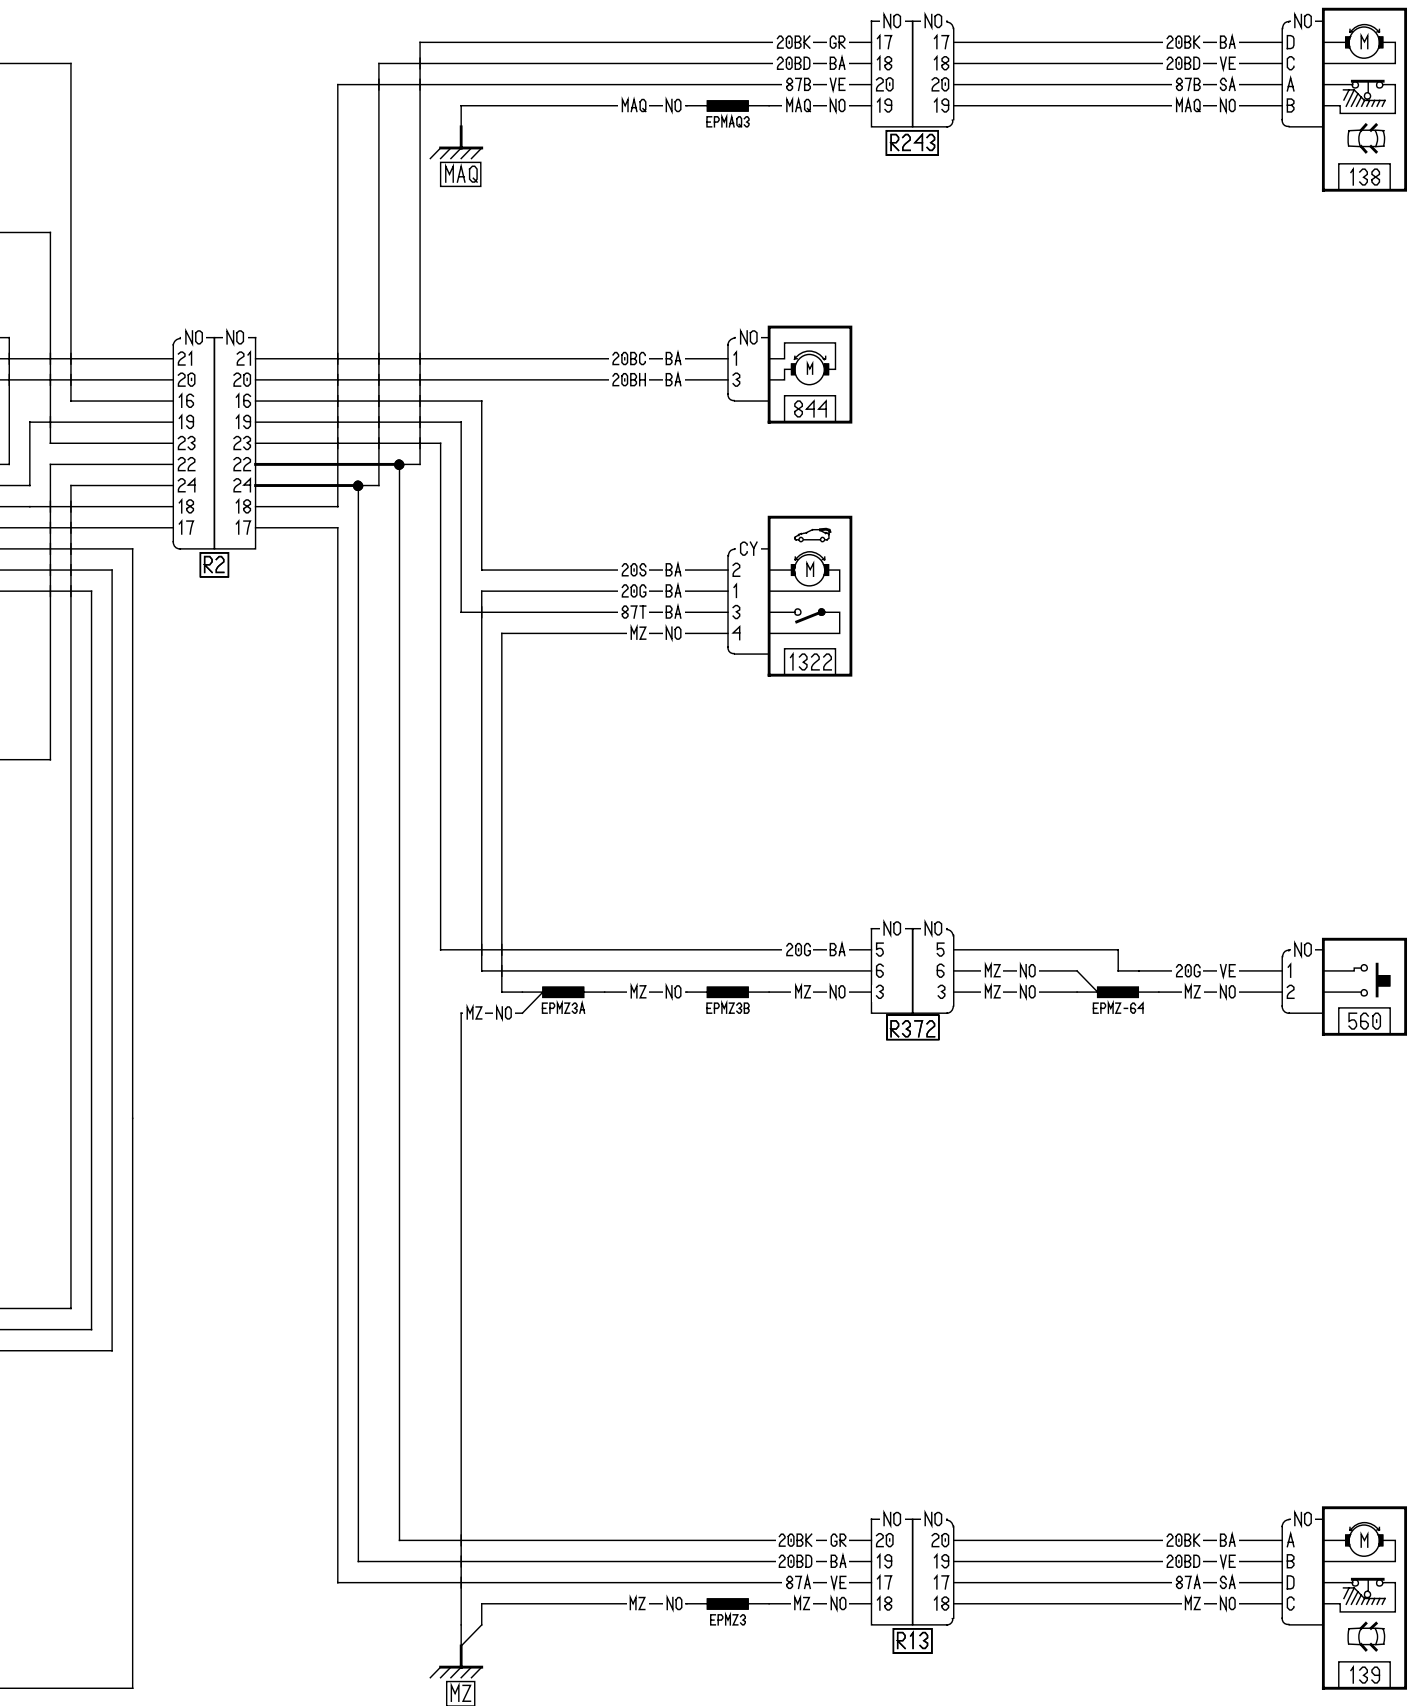 NO NO NO
20BK GR 17 17 20BK BA D M
20BD BA 18 18 20BD VE C
87B VE 20 20 87B SA A
MAQ NO MAQ NO 19 19 MAQ NO B
EPMAQ3
R243
MAQ 138
NO NO NO
21 21 20BC BA 1
20 20 20BH BA 3 M
16 16
19 19 844
23 23
22 22
24 24
18 18
17 17
CY
R2
20S BA 2 M
20G BA 1
87T BA 3
MZ NO 4
1322
NO NO
20G BA 5 5 NO
6 6 MZ NO 20G VE 1
MZ NO MZ NO 3 3 MZ NO MZ NO 2
MZ NO EPMZ3A EPMZ3B EPMZ-64
R372 560
NO NO NO
20BK GR 20 20 20BK BA A M
20BD BA 19 19 20BD VE B
87A VE 17 17 87A SA D
MZ NO MZ NO 18 18 MZ NO C
EPMZ3
R13
139
MZ